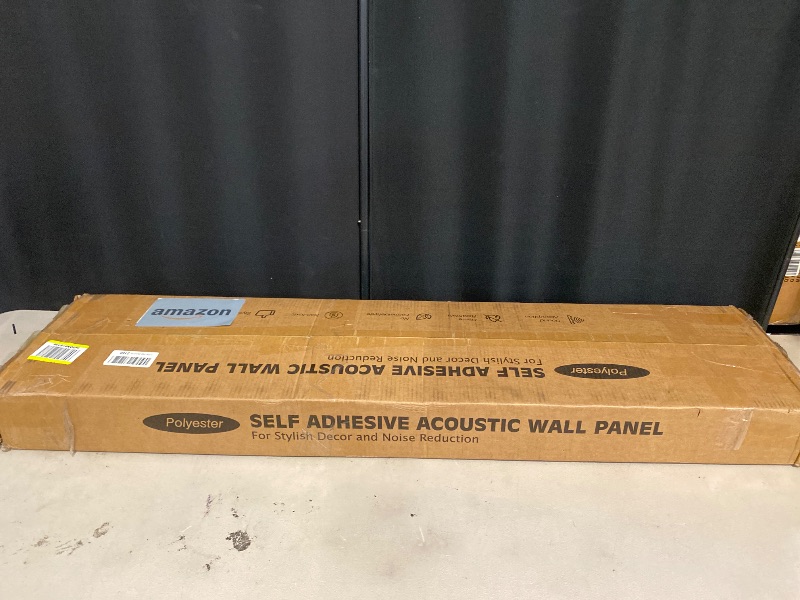 amazon
For Stylish Decor and Noise Reduction
SELF ADHESIVE ACOUSTIC WALL PANEL
Polyester
Polyester
SELF ADHESIVE ACOUSTIC WALL PANEL
For Stylish Decor and Noise Reduction